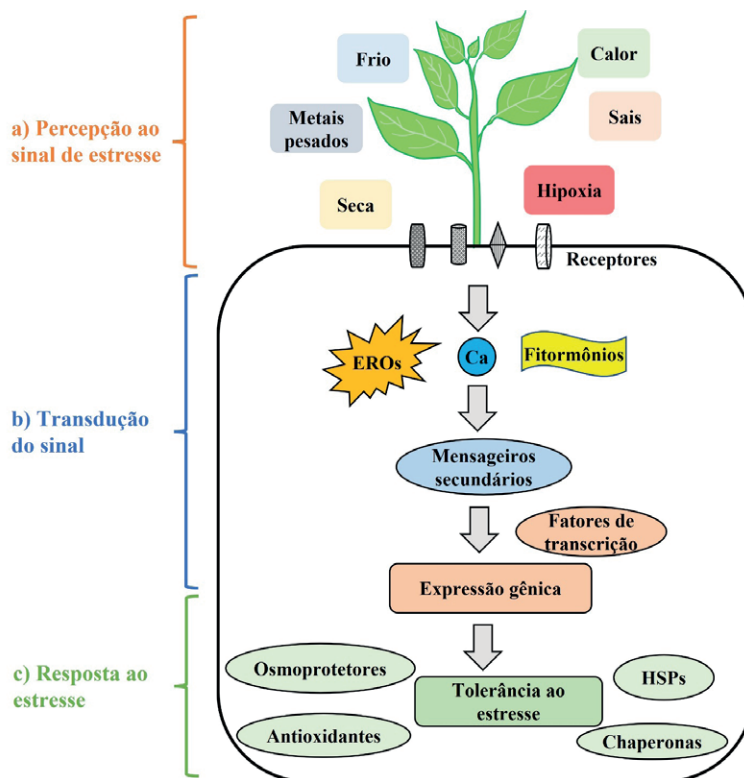 a) Percepção ao
sinal de estresse
Frio
Calor
Metais
pesados
Sais
Seca
Hipoxia
Receptores
b) Transdução
do sinal
EROs
Ca
Fitormônios
Mensageiros
secundários
Fatores de
transcrição
Expressão gênica
c) Resposta ao
estresse
Osmoprotetores
Tolerância ao
estresse
HSPs
Antioxidantes
Chaperonas